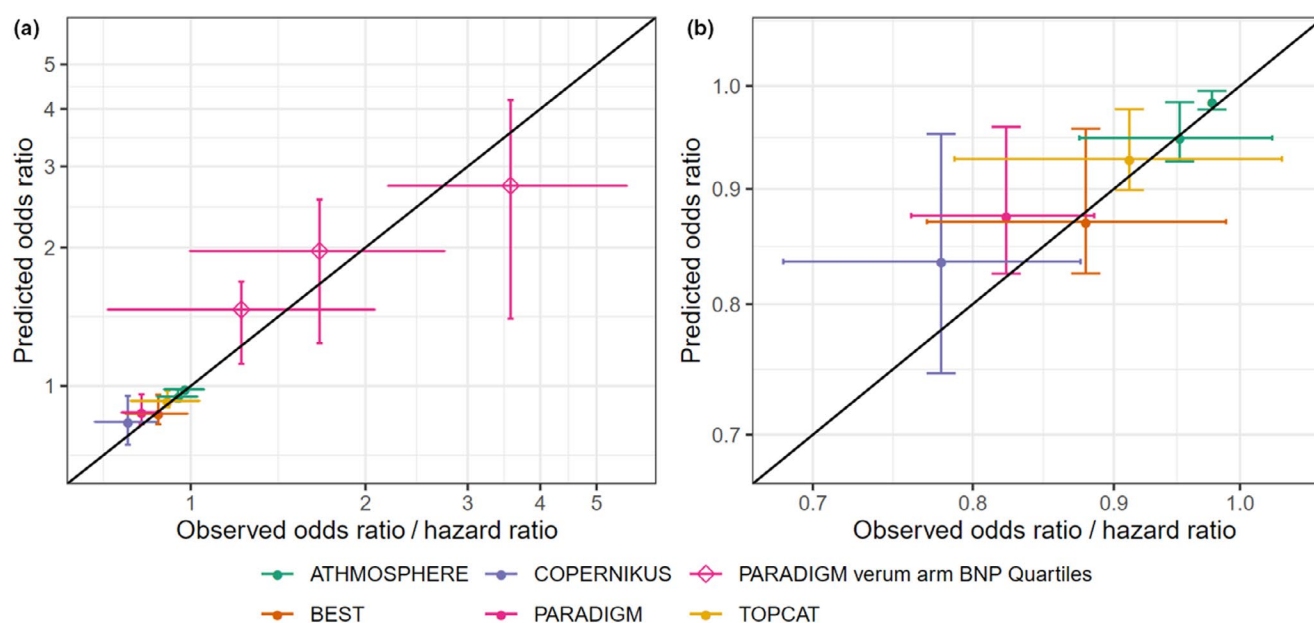 (a)
5
4
3
2
1
Predicted odds ratio
1 2 3 4 5
Observed odds ratio / hazard ratio
(b)
1.0
0.9
0.8
0.7
Predicted odds ratio
0.7 0.8 0.9 1.0
Observed odds ratio / hazard ratio
ATHMOSPHERE COPERNIKUS PARADIGM verum arm BNP Quartiles
BEST PARADIGM TOPCAT